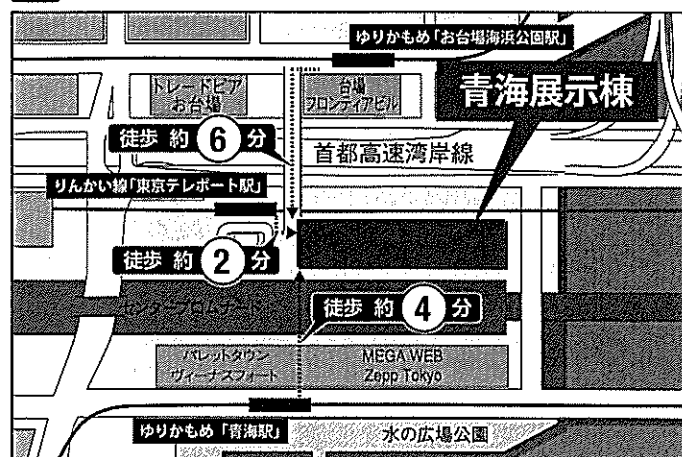 ゆりかもめ「お台場海浜公園駅」
トレードピア
お台場
台場
フロンティアビル
青海展示棟
徒歩 約 6 分
首都高速湾岸線
りんかい線「東京テレポート駅」
徒歩 約 2 分
センタープロムナード
徒歩 約 4 分
パレットタウン
ヴィーナスフォート
MEGA WEB
Zepp Tokyo
ゆりかもめ「青海駅」
水の広場公園